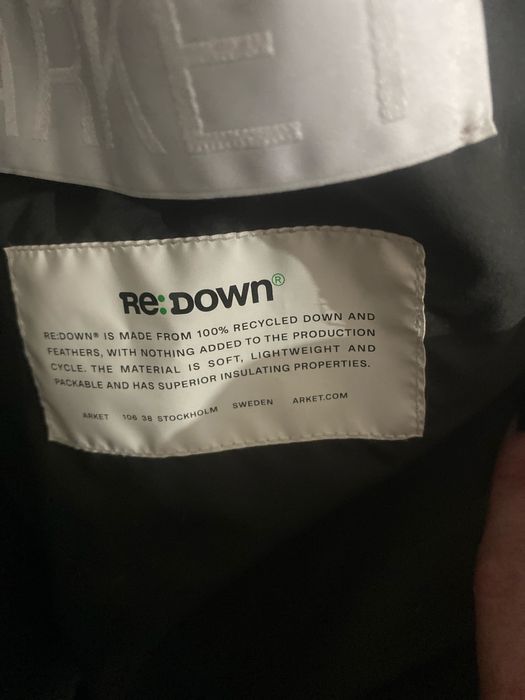 ARKET
Re:DOWN®
RE:DOWN® IS MADE FROM 100% RECYCLED DOWN AND
FEATHERS, WITH NOTHING ADDED TO THE PRODUCTION
CYCLE. THE MATERIAL IS SOFT, LIGHTWEIGHT AND
PACKABLE AND HAS SUPERIOR INSULATING PROPERTIES.
ARKET 106 38 STOCKHOLM SWEDEN ARKET.COM